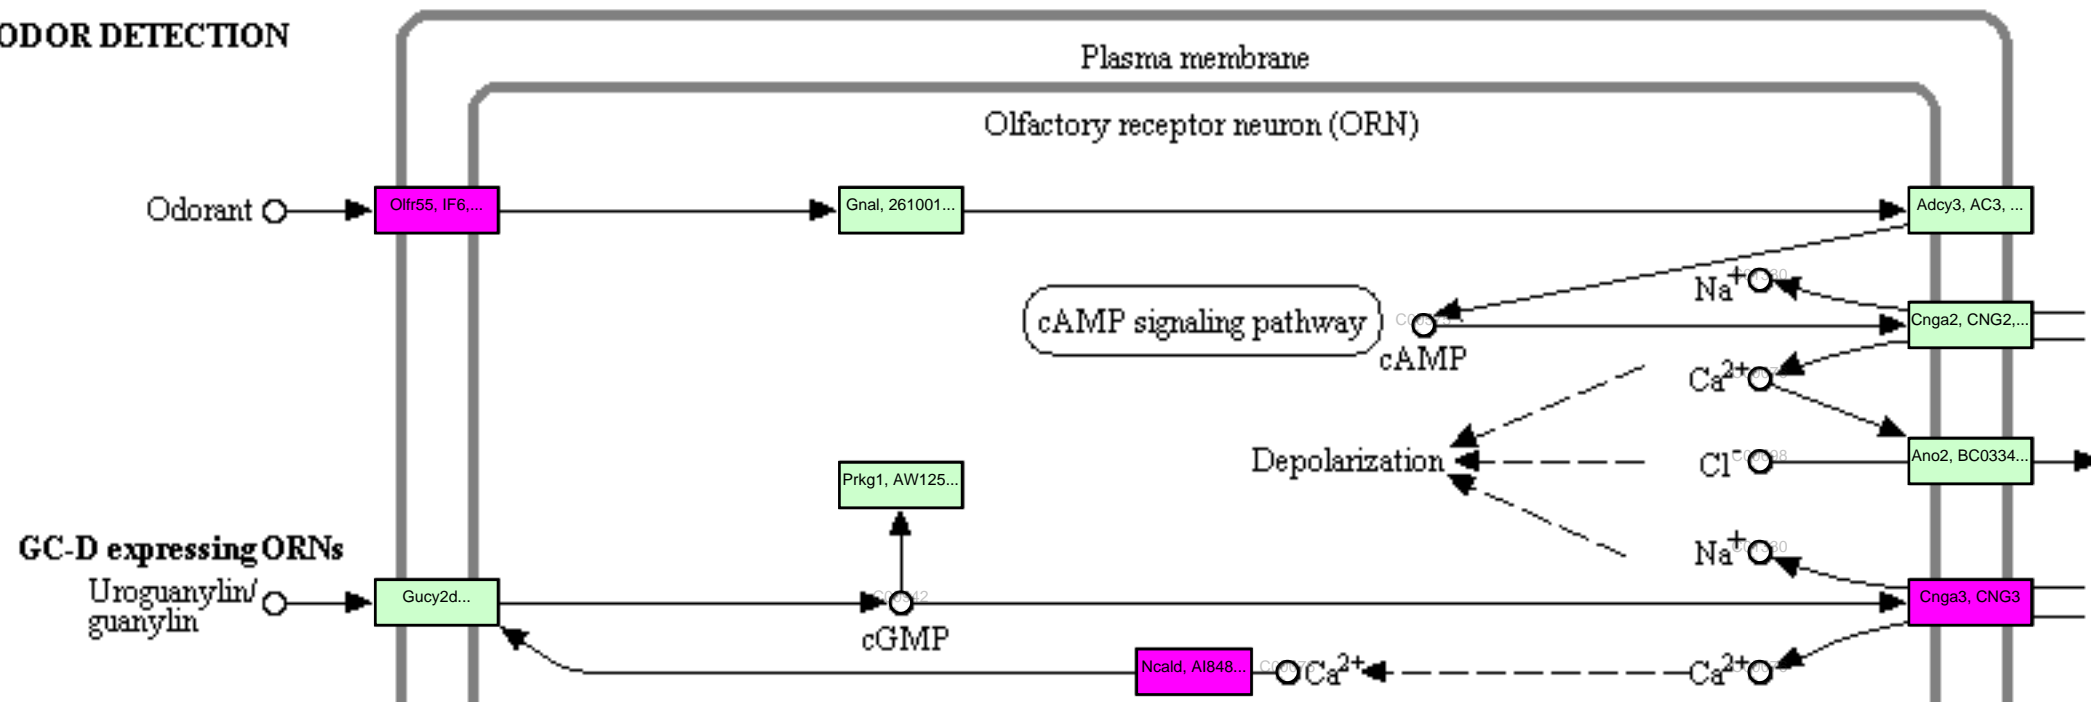 ODOR DETECTION
Plasma membrane
Olfactory receptor neuron (ORN)
Odorant
Olfr55, IF6,...
Gnal, 261001...
Adcy3, AC3, ...
Na+
cAMP signaling pathway
cAMP
Cnga2, CNG2,...
Ca2+
Depolarization
Cl-
Ano2, BC0334...
Prkg1, AW125...
GC-D expressing ORNs
Na+
Uroguanylin/
guanylin
Gucy2d...
cGMP
Cnga3, CNG3
Ncald, AI848...
Ca2+
Ca2+